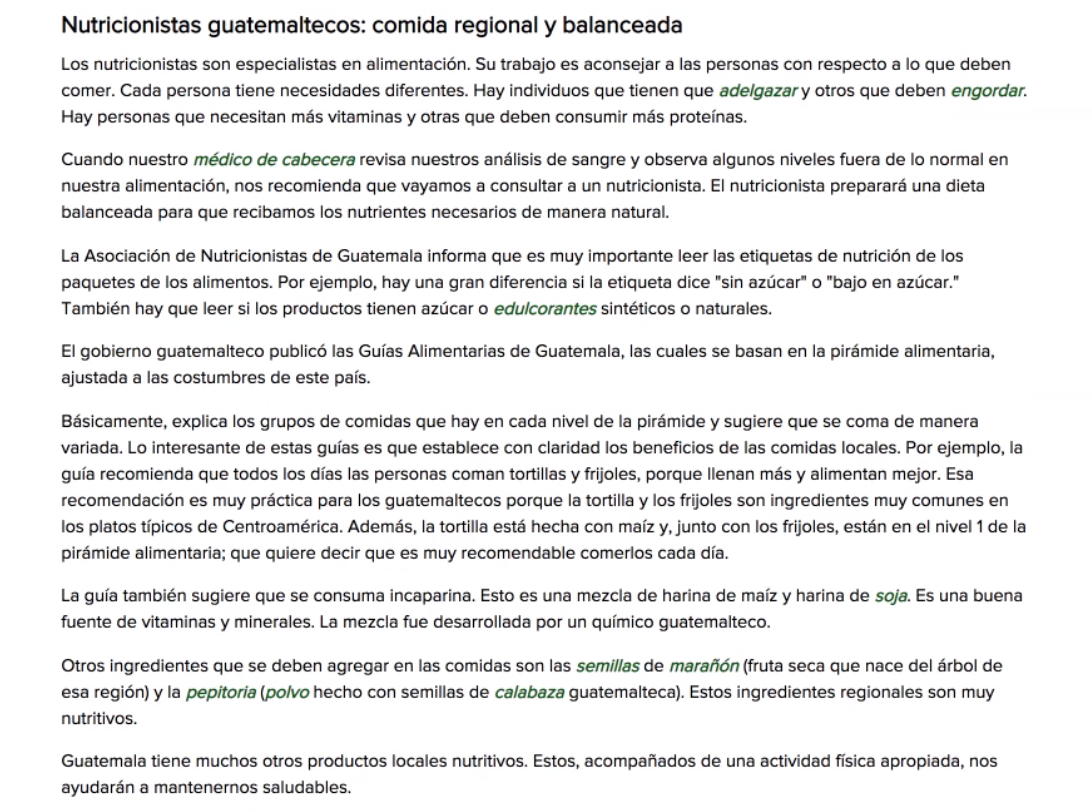 Nutricionistas guatemaltecos: comida regional y balanceada
Los nutricionistas son especialistas en alimentación. Su trabajo es aconsejar a las personas con respecto a lo que deben
comer. Cada persona tiene necesidades diferentes. Hay individuos que tienen que adelgazar y otros que deben engordar.
Hay personas que necesitan más vitaminas y otras que deben consumir más proteínas.
Cuando nuestro médico de cabecera revisa nuestros análisis de sangre y observa algunos niveles fuera de lo normal en
nuestra alimentación, nos recomienda que vayamos a consultar a un nutricionista. El nutricionista preparará una dieta
balanceada para que recibamos los nutrientes necesarios de manera natural.
La Asociación de Nutricionistas de Guatemala informa que es muy importante leer las etiquetas de nutrición de los
paquetes de los alimentos. Por ejemplo, hay una gran diferencia si la etiqueta dice "sin azúcar" o "bajo en azúcar."
También hay que leer si los productos tienen azúcar o edulcorantes sintéticos o naturales.
El gobierno guatemalteco publicó las Guías Alimentarias de Guatemala, las cuales se basan en la pirámide alimentaria,
ajustada a las costumbres de este país.
Básicamente, explica los grupos de comidas que hay en cada nivel de la pirámide y sugiere que se coma de manera
variada. Lo interesante de estas guías es que establece con claridad los beneficios de las comidas locales. Por ejemplo, la
guía recomienda que todos los días las personas coman tortillas y frijoles, porque llenan más y alimentan mejor. Esa
recomendación es muy práctica para los guatemaltecos porque la tortilla y los frijoles son ingredientes muy comunes en
los platos típicos de Centroamérica. Además, la tortilla está hecha con maíz y, junto con los frijoles, están en el nivel 1 de la
pirámide alimentaria; que quiere decir que es muy recomendable comerlos cada día.
La guía también sugiere que se consuma incaparina. Esto es una mezcla de harina de maíz y harina de soja. Es una buena
fuente de vitaminas y minerales. La mezcla fue desarrollada por un químico guatemalteco.
Otros ingredientes que se deben agregar en las comidas son las semillas de marañón (fruta seca que nace del árbol de
esa región) y la pepitoria (polvo hecho con semillas de calabaza guatemalteca). Estos ingredientes regionales son muy
nutritivos.
Guatemala tiene muchos otros productos locales nutritivos. Estos, acompañados de una actividad física apropiada, nos
ayudarán a mantenernos saludables.